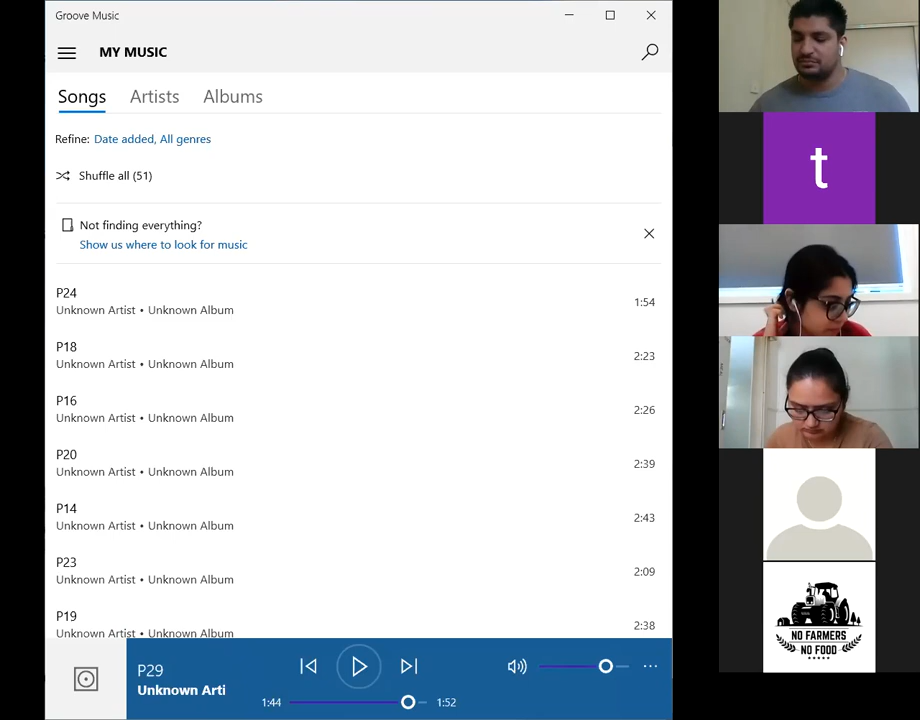 Groove Music
MY MUSIC
Songs Artists Albums
Refine: Date added, All genres
Shuffle all (51)
Not finding everything?
Show us where to look for music
P24
Unknown Artist • Unknown Album
1:54
P18
Unknown Artist • Unknown Album
2:23
P16
Unknown Artist • Unknown Album
2:26
P20
Unknown Artist • Unknown Album
2:39
P14
Unknown Artist • Unknown Album
2:43
P23
Unknown Artist • Unknown Album
2:09
P19
Unknown Artist • Unknown Album
2:38
P29
Unknown Arti
1:44
1:52
t
NO FARMERS
NO FOOD